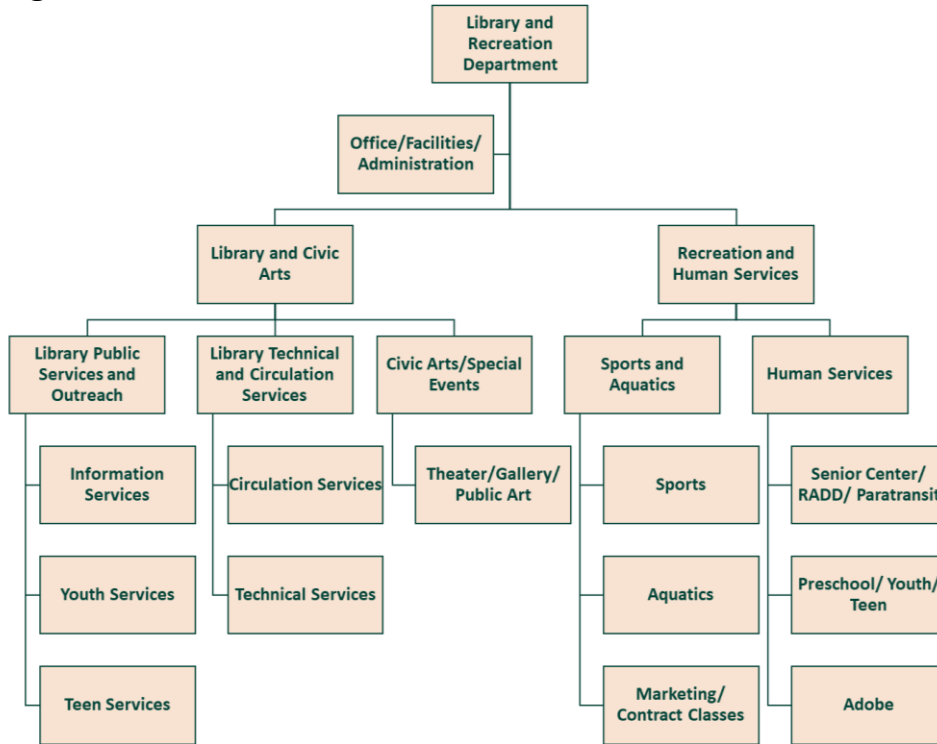 Library and
Recreation
Department
Office/Facilities/
Administration
Library and Civic
Arts
Recreation and
Human Services
Library Public
Services and
Outreach
Library Technical
and Circulation
Services
Civic Arts/Special
Events
Sports and
Aquatics
Human Services
Information
Services
Circulation Services
Theater/Gallery/
Public Art
Sports
Senior Center/
RADD/ Paratransit
Youth Services
Technical Services
Aquatics
Preschool/ Youth/
Teen
Teen Services
Marketing/
Contract Classes
Adobe